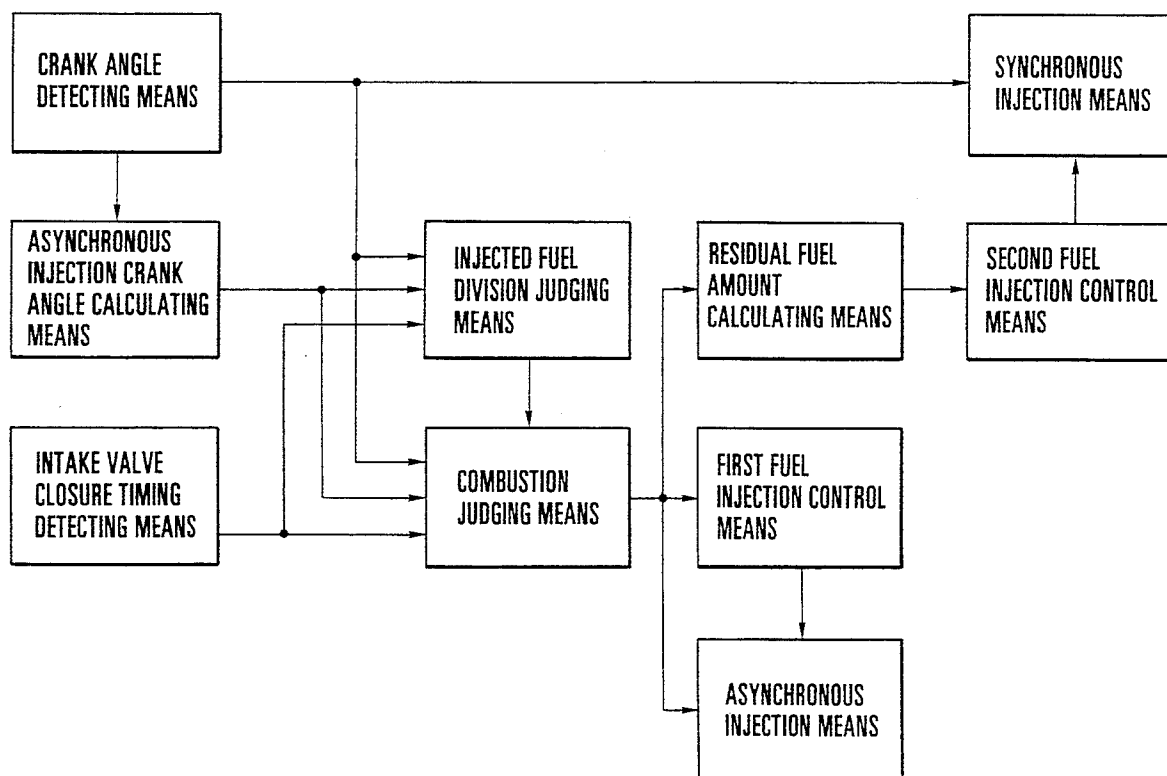 CRANK ANGLE
DETECTING MEANS
SYNCHRONOUS
INJECTION MEANS
ASYNCHRONOUS
INJECTION CRANK
ANGLE CALCULATING
MEANS
INJECTED FUEL
DIVISION JUDGING
MEANS
RESIDUAL FUEL
AMOUNT
CALCULATING MEANS
SECOND FUEL
INJECTION CONTROL
MEANS
INTAKE VALVE
CLOSURE TIMING
DETECTING MEANS
COMBUSTION
JUDGING MEANS
FIRST FUEL
INJECTION CONTROL
MEANS
ASYNCHRONOUS
INJECTION MEANS